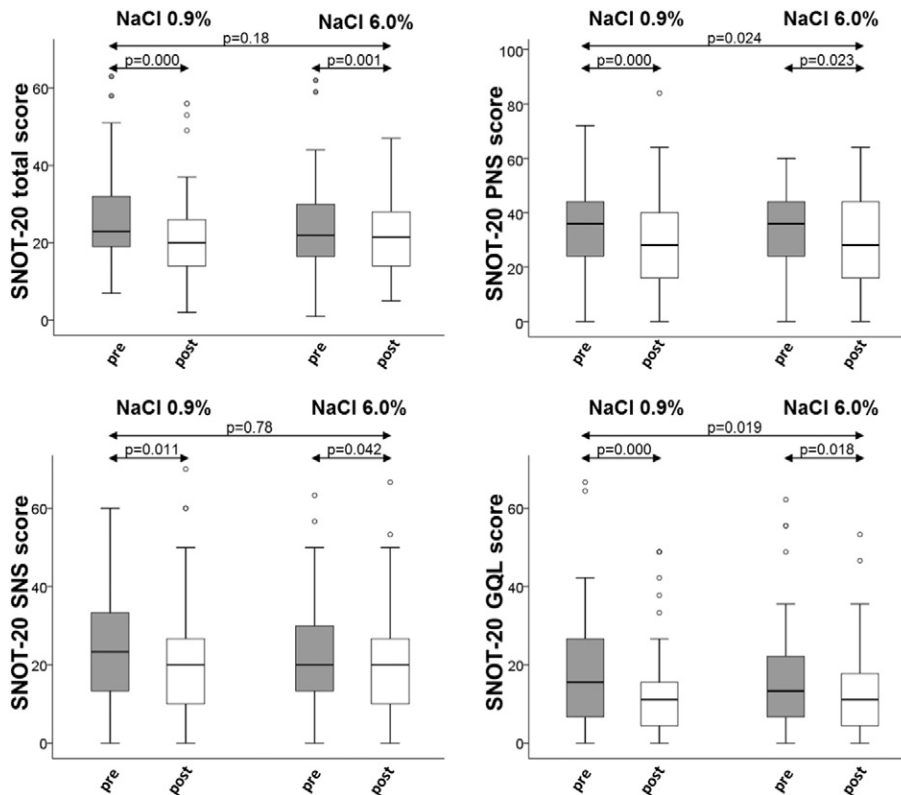 NaCl 0.9% NaCl 6.0%
p=0.18
p=0.000 p=0.001
SNOT-20 total score
60
40
20
0
pre post pre post
NaCl 0.9% NaCl 6.0%
p=0.024
p=0.000 p=0.023
SNOT-20 PNS score
100
80
60
40
20
0
pre post pre post
NaCl 0.9% NaCl 6.0%
p=0.78
p=0.011 p=0.042
SNOT-20 SNS score
60
40
20
0
pre post pre post
NaCl 0.9% NaCl 6.0%
p=0.019
p=0.000 p=0.018
SNOT-20 GQL score
60
40
20
0
pre post pre post